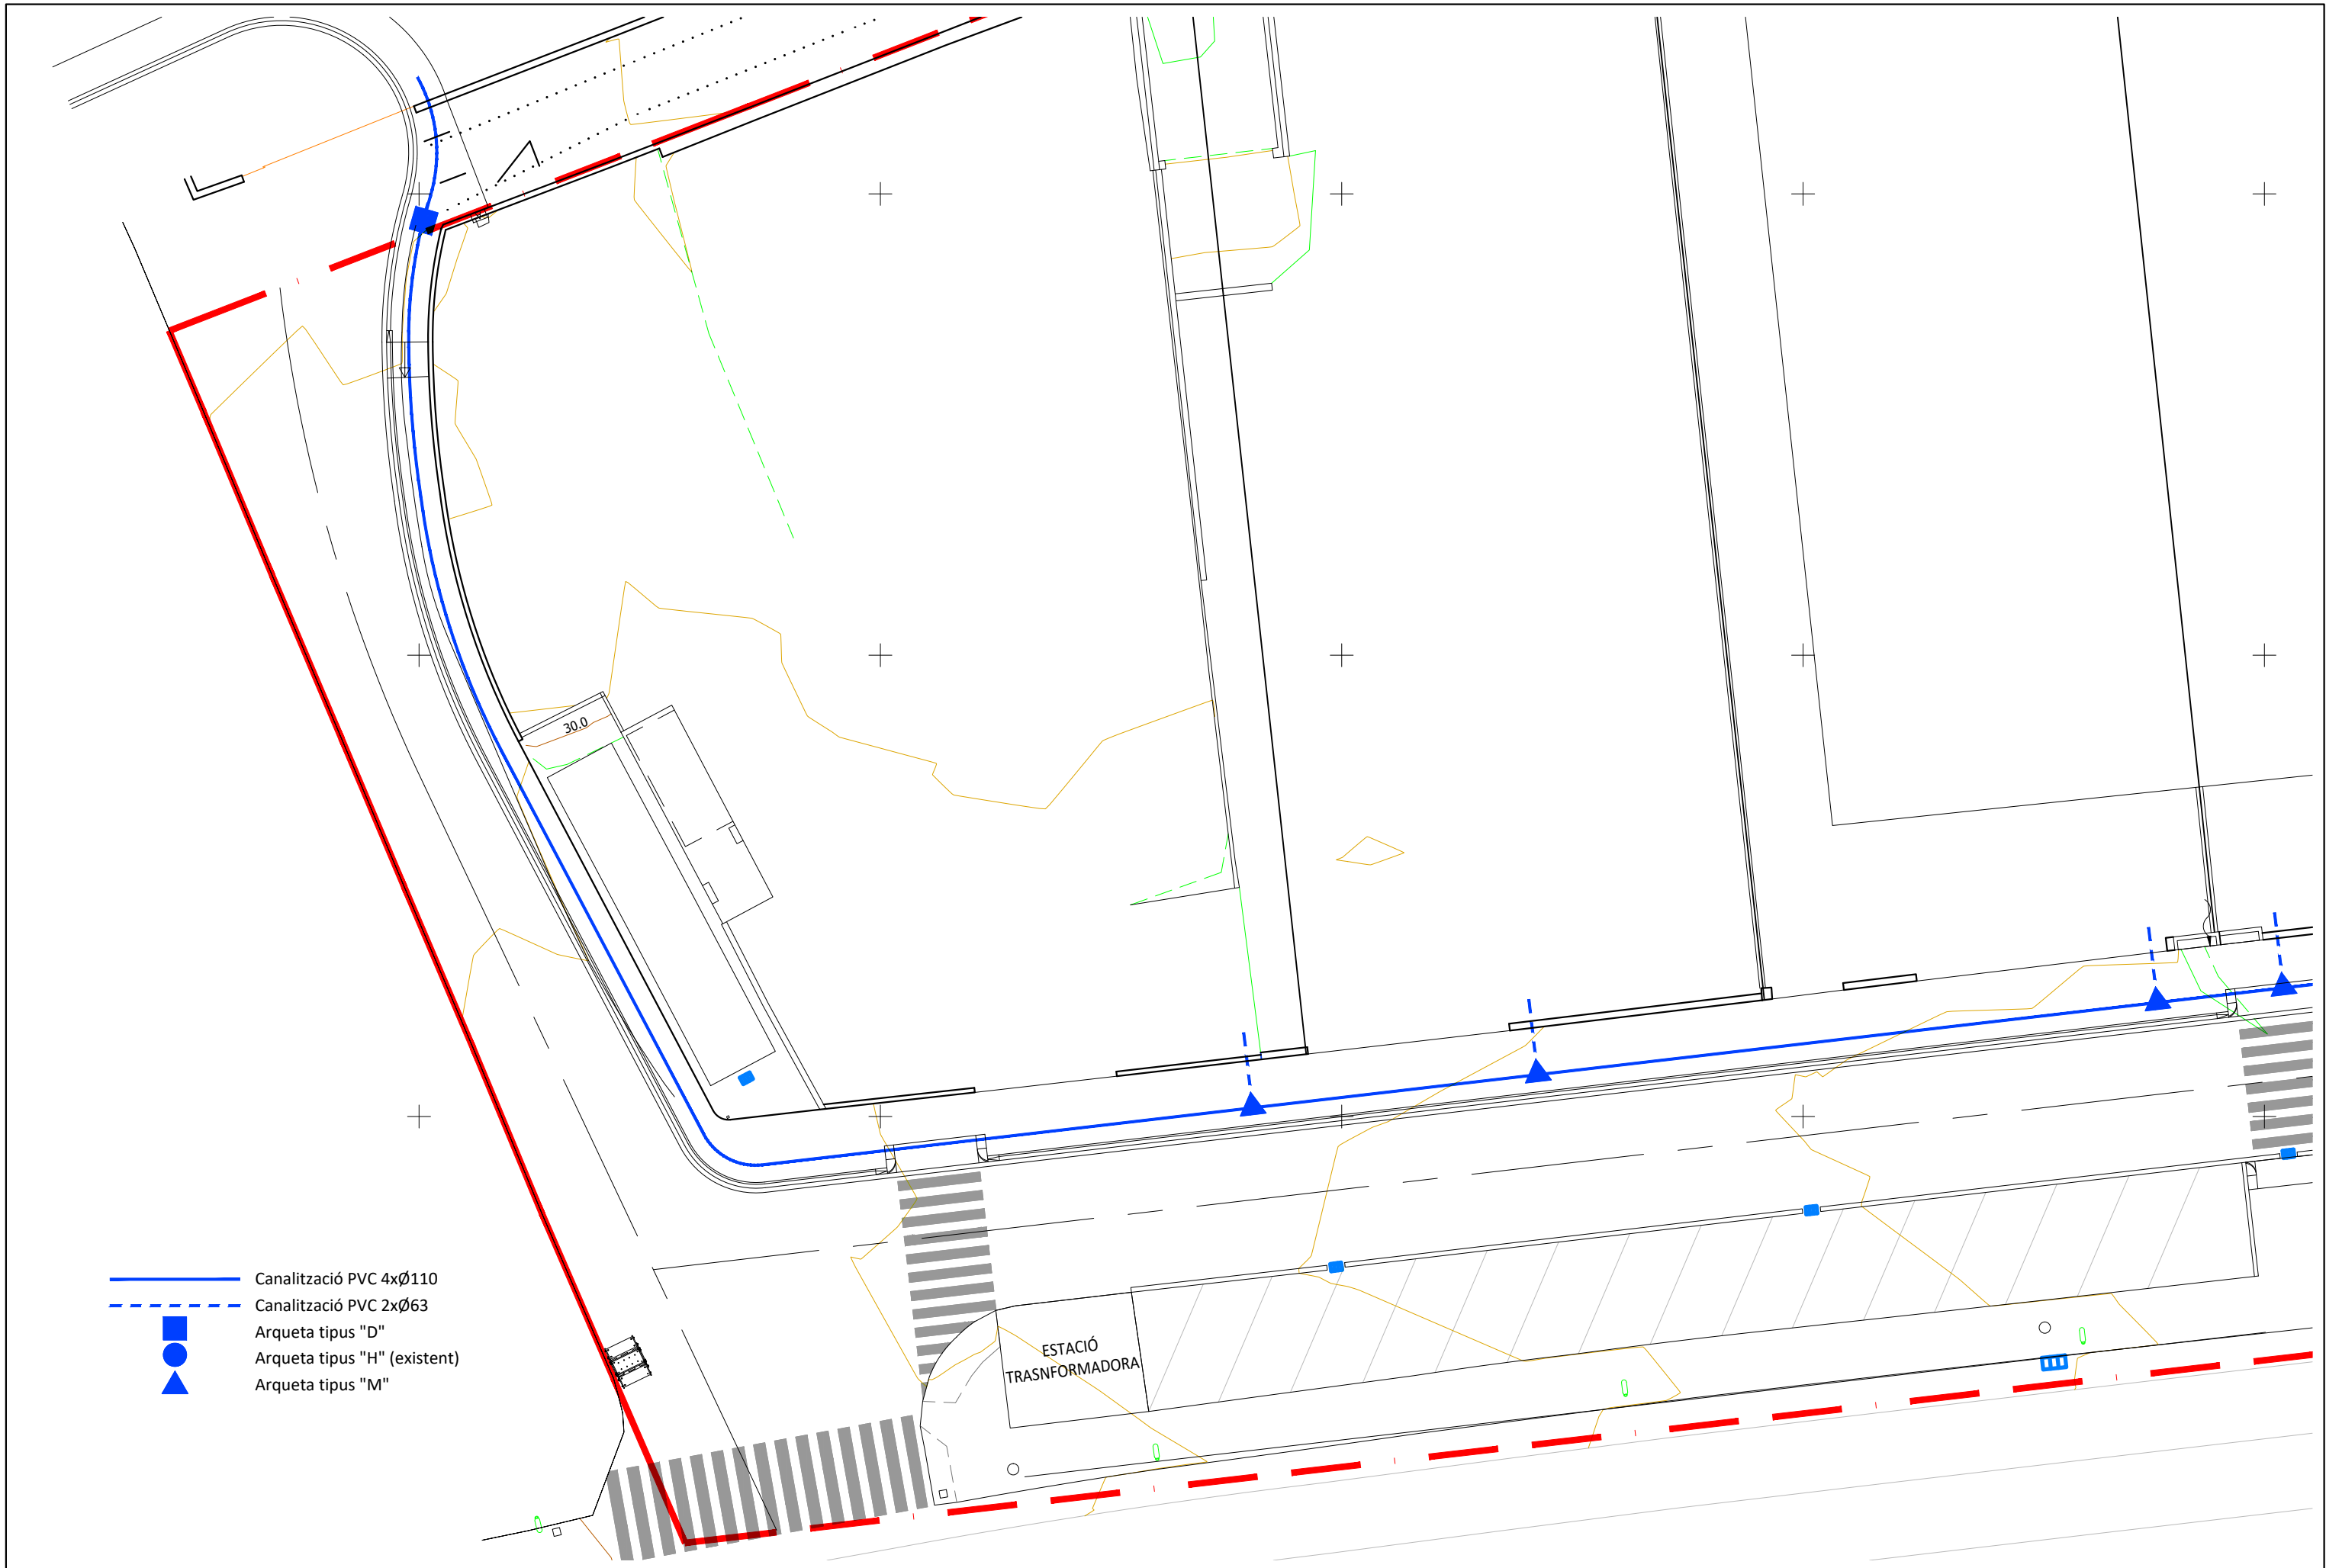 30.0
Canalització PVC 4xØ110
Canalització PVC 2xØ63
Arqueta tipus "D"
Arqueta tipus "H" (existent)
Arqueta tipus "M"
ESTACIÓ
TRASNFORMADORA